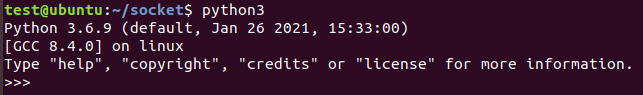 test@ubuntu:~/socket$ python3
Python 3.6.9 (default, Jan 26 2021, 15:33:00)
[GCC 8.4.0] on linux
Type "help", "copyright", "credits" or "license" for more information.
>>>